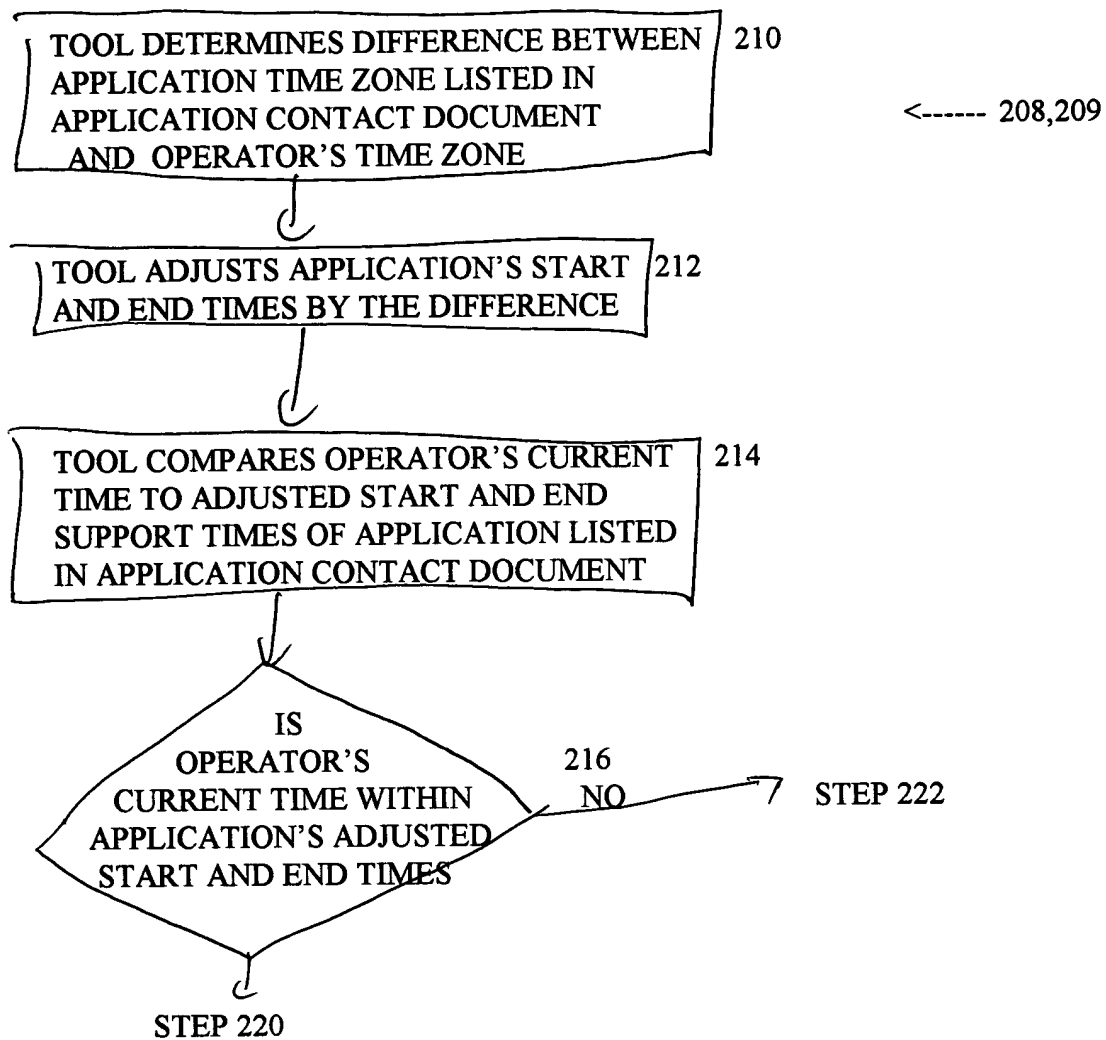 TOOL DETERMINES DIFFERENCE BETWEEN 210
APPLICATION TIME ZONE LISTED IN
APPLICATION CONTACT DOCUMENT <------ 208,209
AND OPERATOR'S TIME ZONE
TOOL ADJUSTS APPLICATION'S START 212
AND END TIMES BY THE DIFFERENCE
TOOL COMPARES OPERATOR'S CURRENT 214
TIME TO ADJUSTED START AND END
SUPPORT TIMES OF APPLICATION LISTED
IN APPLICATION CONTACT DOCUMENT
IS
OPERATOR'S
CURRENT TIME WITHIN
APPLICATION'S ADJUSTED
START AND END TIMES
216
NO
STEP 222
STEP 220